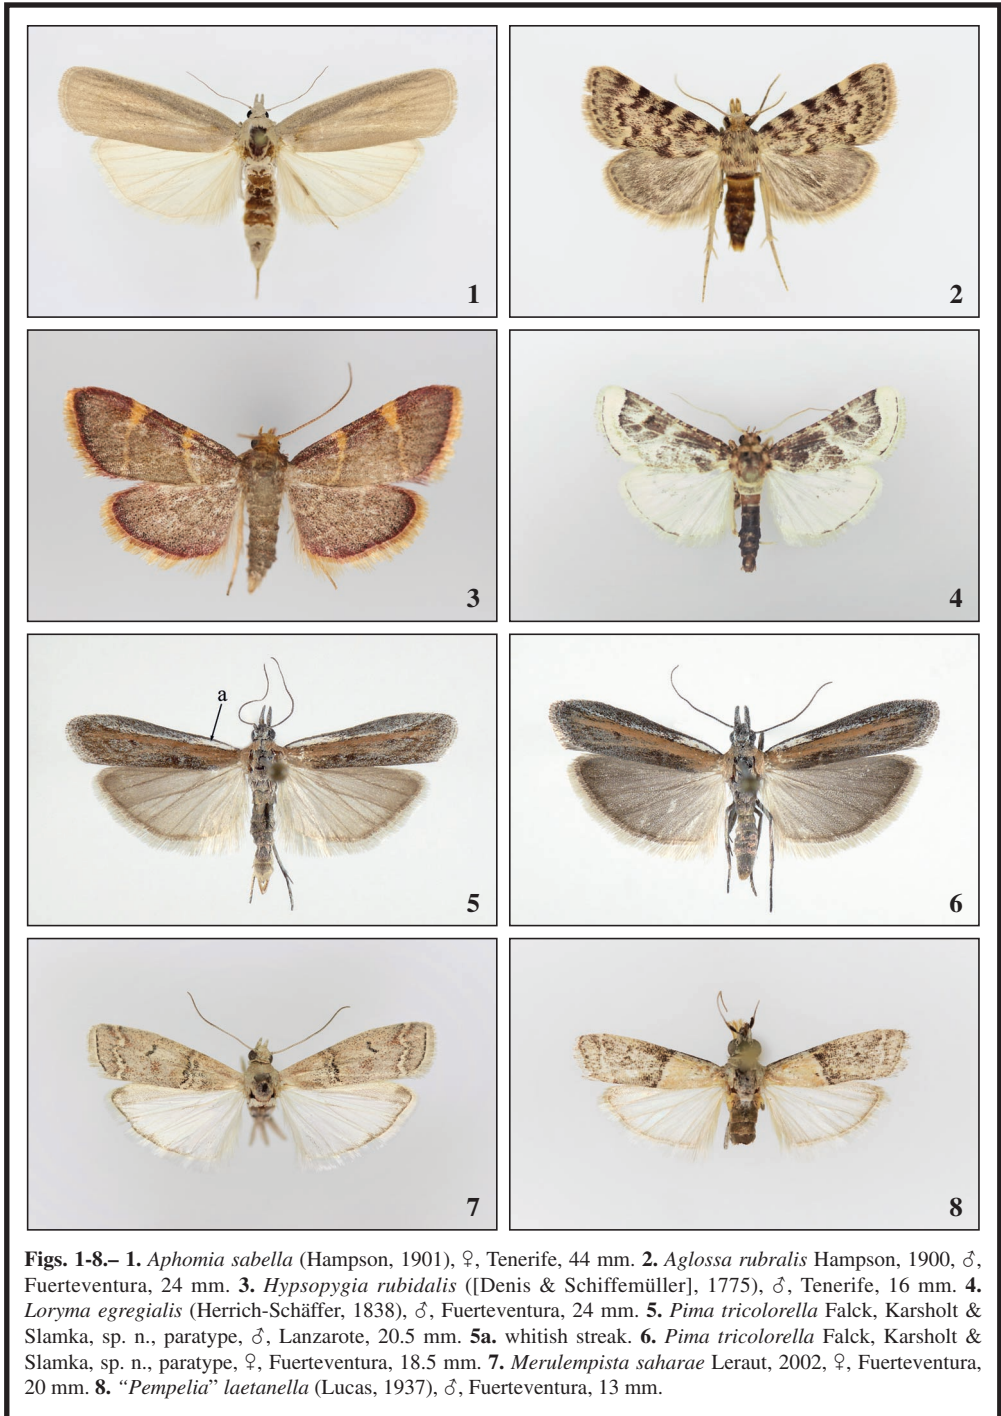 1
2
3
4
a
5
6
7
8
Figs. 1-8.– 1. Aphomia sabella (Hampson, 1901), ♀, Tenerife, 44 mm. 2. Aglossa rubralis Hampson, 1900, ♂,
Fuerteventura, 24 mm. 3. Hypsopygia rubidalis ([Denis & Schiffemüller], 1775), ♂, Tenerife, 16 mm. 4.
Loryma egregialis (Herrich-Schäffer, 1838), ♂, Fuerteventura, 24 mm. 5. Pima tricolorella Falck, Karsholt &
Slamka, sp. n., paratype, ♂, Lanzarote, 20.5 mm. 5a. whitish streak. 6. Pima tricolorella Falck, Karsholt &
Slamka, sp. n., paratype, ♀, Fuerteventura, 18.5 mm. 7. Merulempista saharae Leraut, 2002, ♀, Fuerteventura,
20 mm. 8. “Pempelia” laetanella (Lucas, 1937), ♂, Fuerteventura, 13 mm.